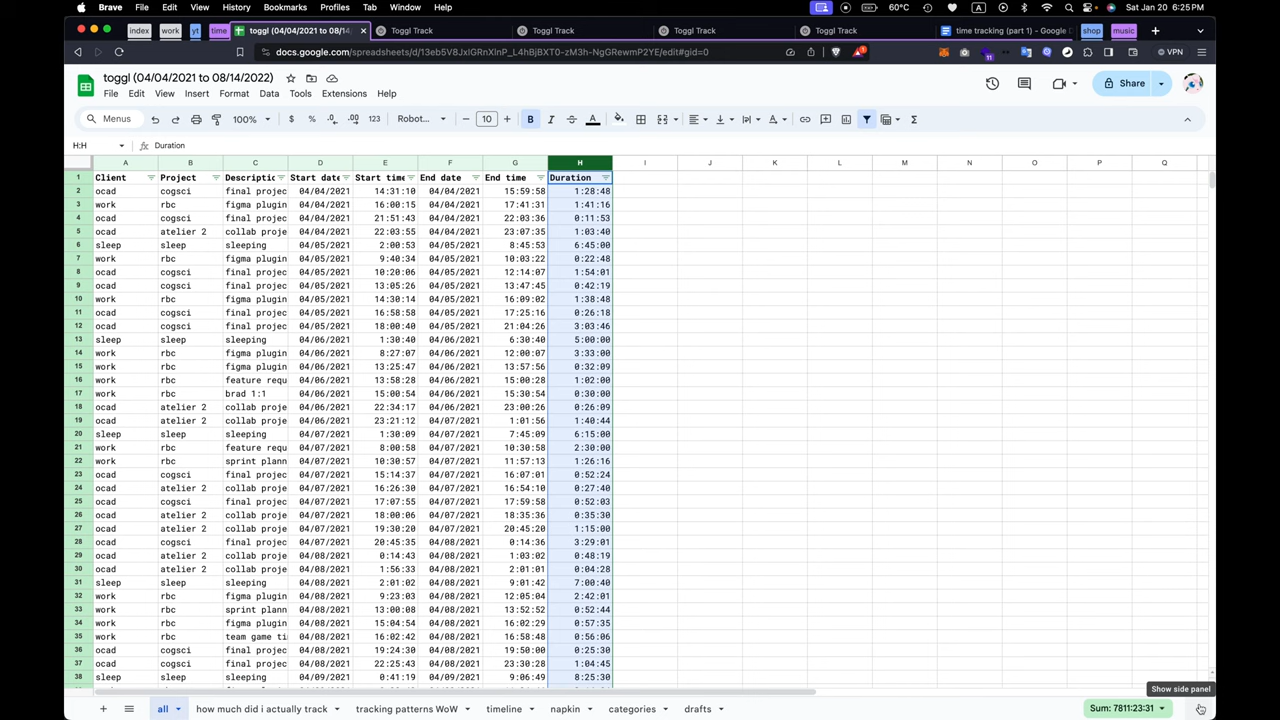 Brave File Edit View History Bookmarks Profiles Tab Window Help 60°C Sat Jan 20 6:25 PM
index work yt time toggl (04/04/2021 to 08/14/ Toggl Track Toggl Track Toggl Track Toggl Track time tracking (part 1) - Google D shop music
docs.google.com/spreadsheets/d/13eb5V8JxlGRnXlnP_L4hBjBXT0-zM3h-NgGRewmP2YE/edit#gid=0 11 VPN
toggl (04/04/2021 to 08/14/2022) Share
File Edit View Insert Format Data Tools Extensions Help
Menus 100% $ % .0 .00 123 Robot... 10 B I A
H:H Duration
A B C D E F G H I J K L M N O P Q
1 Client Project Descriptic Start date Start time End date End time Duration
2 ocad cogsci final projec 04/04/2021 14:31:10 04/04/2021 15:59:58 1:28:48
3 work rbc figma plugin 04/04/2021 16:00:15 04/04/2021 17:41:31 1:41:16
4 ocad cogsci final projec 04/04/2021 21:51:43 04/04/2021 22:03:36 0:11:53
5 ocad atelier 2 collab proje 04/04/2021 22:03:55 04/04/2021 23:07:35 1:03:40
6 sleep sleep sleeping 04/05/2021 2:00:53 04/05/2021 8:45:53 6:45:00
7 work rbc figma plugin 04/05/2021 9:40:34 04/05/2021 10:03:22 0:22:48
8 ocad cogsci final projec 04/05/2021 10:20:06 04/05/2021 12:14:07 1:54:01
9 ocad cogsci final projec 04/05/2021 13:05:26 04/05/2021 13:47:45 0:42:19
10 work rbc figma plugin 04/05/2021 14:30:14 04/05/2021 16:09:02 1:38:48
11 ocad cogsci final projec 04/05/2021 16:58:58 04/05/2021 17:25:16 0:26:18
12 ocad cogsci final projec 04/05/2021 18:00:40 04/05/2021 21:04:26 3:03:46
13 sleep sleep sleeping 04/06/2021 1:30:40 04/06/2021 6:30:40 5:00:00
14 work rbc figma plugin 04/06/2021 8:27:07 04/06/2021 12:00:07 3:33:00
15 work rbc figma plugin 04/06/2021 13:25:47 04/06/2021 13:57:56 0:32:09
16 work rbc feature requ 04/06/2021 13:58:28 04/06/2021 15:00:28 1:02:00
17 work rbc brad 1:1 04/06/2021 15:00:54 04/06/2021 15:30:54 0:30:00
18 ocad atelier 2 collab proje 04/06/2021 22:34:17 04/06/2021 23:00:26 0:26:09
19 ocad atelier 2 collab proje 04/06/2021 23:21:12 04/07/2021 1:01:56 1:40:44
20 sleep sleep sleeping 04/07/2021 1:30:09 04/07/2021 7:45:09 6:15:00
21 work rbc feature requ 04/07/2021 8:00:58 04/07/2021 10:30:58 2:30:00
22 work rbc sprint plann 04/07/2021 10:30:57 04/07/2021 11:57:13 1:26:16
23 ocad cogsci final projec 04/07/2021 15:14:37 04/07/2021 16:07:01 0:52:24
24 ocad atelier 2 collab proje 04/07/2021 16:26:30 04/07/2021 16:54:10 0:27:40
25 ocad cogsci final projec 04/07/2021 17:07:55 04/07/2021 17:59:58 0:52:03
26 ocad atelier 2 collab proje 04/07/2021 18:00:06 04/07/2021 18:35:36 0:35:30
27 ocad atelier 2 collab proje 04/07/2021 19:30:20 04/07/2021 20:45:20 1:15:00
28 ocad cogsci final projec 04/07/2021 20:45:35 04/08/2021 0:14:36 3:29:01
29 ocad atelier 2 collab proje 04/08/2021 0:14:43 04/08/2021 1:03:02 0:48:19
30 ocad atelier 2 collab proje 04/08/2021 1:56:33 04/08/2021 2:01:01 0:04:28
31 sleep sleep sleeping 04/08/2021 2:01:02 04/08/2021 9:01:42 7:00:40
32 work rbc figma plugin 04/08/2021 9:23:03 04/08/2021 12:05:04 2:42:01
33 work rbc sprint plann 04/08/2021 13:00:08 04/08/2021 13:52:52 0:52:44
34 work rbc figma plugin 04/08/2021 15:04:54 04/08/2021 16:02:29 0:57:35
35 work rbc team game ti 04/08/2021 16:02:42 04/08/2021 16:58:48 0:56:06
36 ocad cogsci final projec 04/08/2021 19:24:30 04/08/2021 19:50:00 0:25:30
37 ocad cogsci final projec 04/08/2021 22:25:43 04/08/2021 23:30:28 1:04:45
38 sleep sleep sleeping 04/09/2021 0:41:19 04/09/2021 9:06:49 8:25:30
Show side panel
all how much did i actually track tracking patterns WoW timeline napkin categories drafts Sum: 7811:23:31